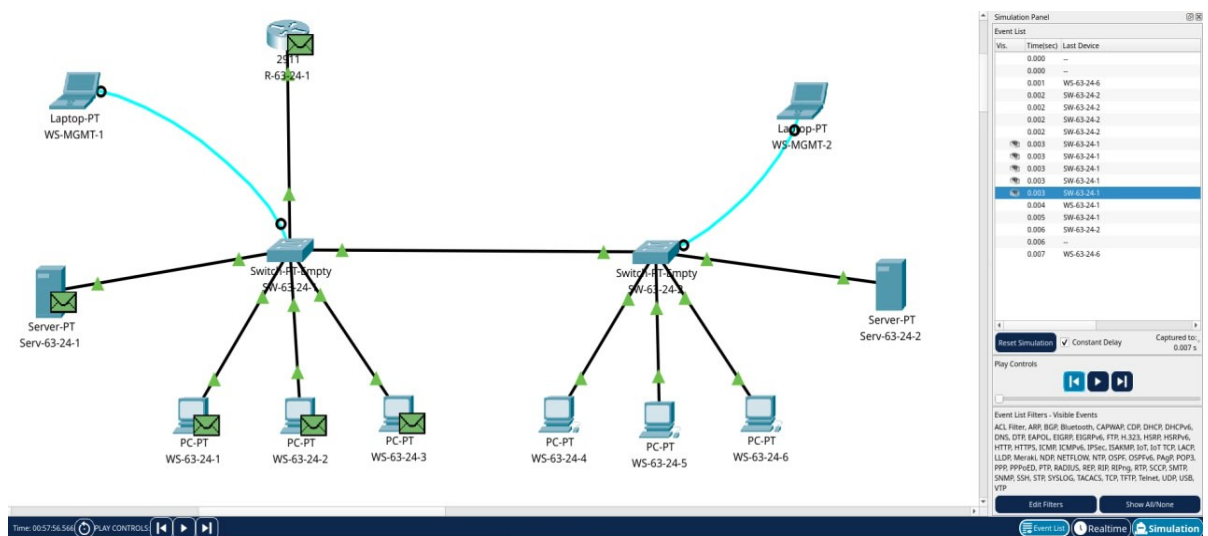 2911
R-63-24-1
Laptop-PT
WS-MGMT-1
Laptop-PT
WS-MGMT-2
Switch-PT-Empty
SW-63-24-1
Switch-PT-Empty
SW-63-24-2
Server-PT
Serv-63-24-1
Server-PT
Serv-63-24-2
PC-PT
WS-63-24-1
PC-PT
WS-63-24-2
PC-PT
WS-63-24-3
PC-PT
WS-63-24-4
PC-PT
WS-63-24-5
PC-PT
WS-63-24-6
Simulation Panel
Event List
Vis. Time(sec) Last Device
0.000 --
0.000 --
0.001 WS-63-24-6
0.002 SW-63-24-2
0.002 SW-63-24-2
0.002 SW-63-24-2
0.002 SW-63-24-2
0.003 SW-63-24-1
0.003 SW-63-24-1
0.003 SW-63-24-1
0.003 SW-63-24-1
0.004 WS-63-24-1
0.005 SW-63-24-1
0.006 SW-63-24-2
0.006 --
0.007 WS-63-24-6
Reset Simulation Constant Delay Captured to:
0.007 s
Play Controls
Event List Filters - Visible Events
ACL Filter, ARP, BGP, Bluetooth, CAPWAP, CDP, DHCP, DHCPv6,
DNS, DTP, EAPOL, EIGRP, EIGRPv6, FTP, H.323, HSRP, HSRPv6,
HTTP, HTTPS, ICMP, ICMPv6, IPSec, ISAKMP, IoT, IoT TCP, LACP,
LLDP, Meraki, NDP, NETFLOW, NTP, OSPF, OSPFv6, PAgP, POP3,
PPP, PPPoED, PTP, RADIUS, REP, RIP, RIPng, RTP, SCCP, SMTP,
SNMP, SSH, STP, SYSLOG, TACACS, TCP, TFTP, Telnet, UDP, USB,
VTP
Edit Filters Show All/None
Time: 00:57:56.566 PLAY CONTROLS: Event List Realtime Simulation